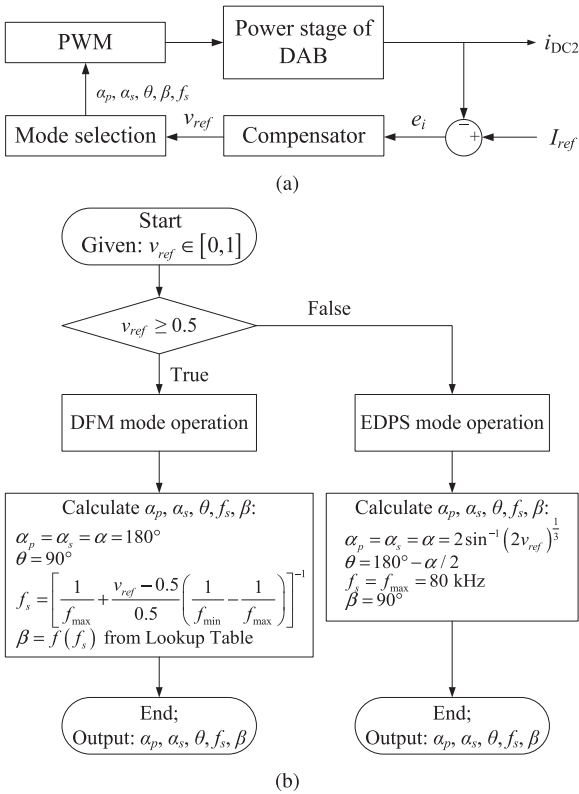 PWM
Power stage of
DAB
i_DC2
α_p, α_s, θ, β, f_s
Mode selection
v_ref
Compensator
e_i
−
+
I_ref
(a)
Start
Given: v_ref ∈ [0,1]
v_ref ≥ 0.5
False
True
DFM mode operation
EDPS mode operation
Calculate α_p, α_s, θ, f_s, β:
α_p = α_s = α = 180°
θ = 90°
f_s = [1/f_max + (v_ref − 0.5)/0.5 (1/f_min − 1/f_max)]^−1
β = f(f_s) from Lookup Table
Calculate α_p, α_s, θ, f_s, β:
α_p = α_s = α = 2sin^−1(2v_ref)^1/3
θ = 180° − α / 2
f_s = f_max = 80 kHz
β = 90°
End;
Output: α_p, α_s, θ, f_s, β
End;
Output: α_p, α_s, θ, f_s, β
(b)